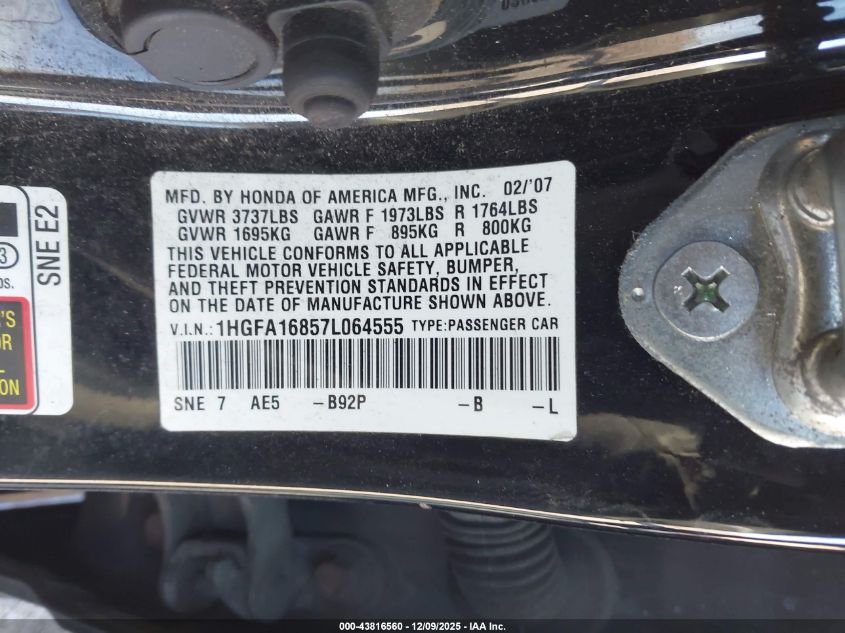 MFD. BY HONDA OF AMERICA MFG., INC. 02/'07
GVWR 3737LBS GAWR F 1973LBS R 1764LBS
GVWR 1695KG GAWR F 895KG R 800KG
THIS VEHICLE CONFORMS TO ALL APPLICABLE
FEDERAL MOTOR VEHICLE SAFETY, BUMPER,
AND THEFT PREVENTION STANDARDS IN EFFECT
ON THE DATE OF MANUFACTURE SHOWN ABOVE.
V.I.N.: 1HGFA16857L064555 TYPE:PASSENGER CAR
SNE 7 AE5 -B92P -B -L
SNE E2
3
000-43816560 - 12/09/2025 - IAA Inc.